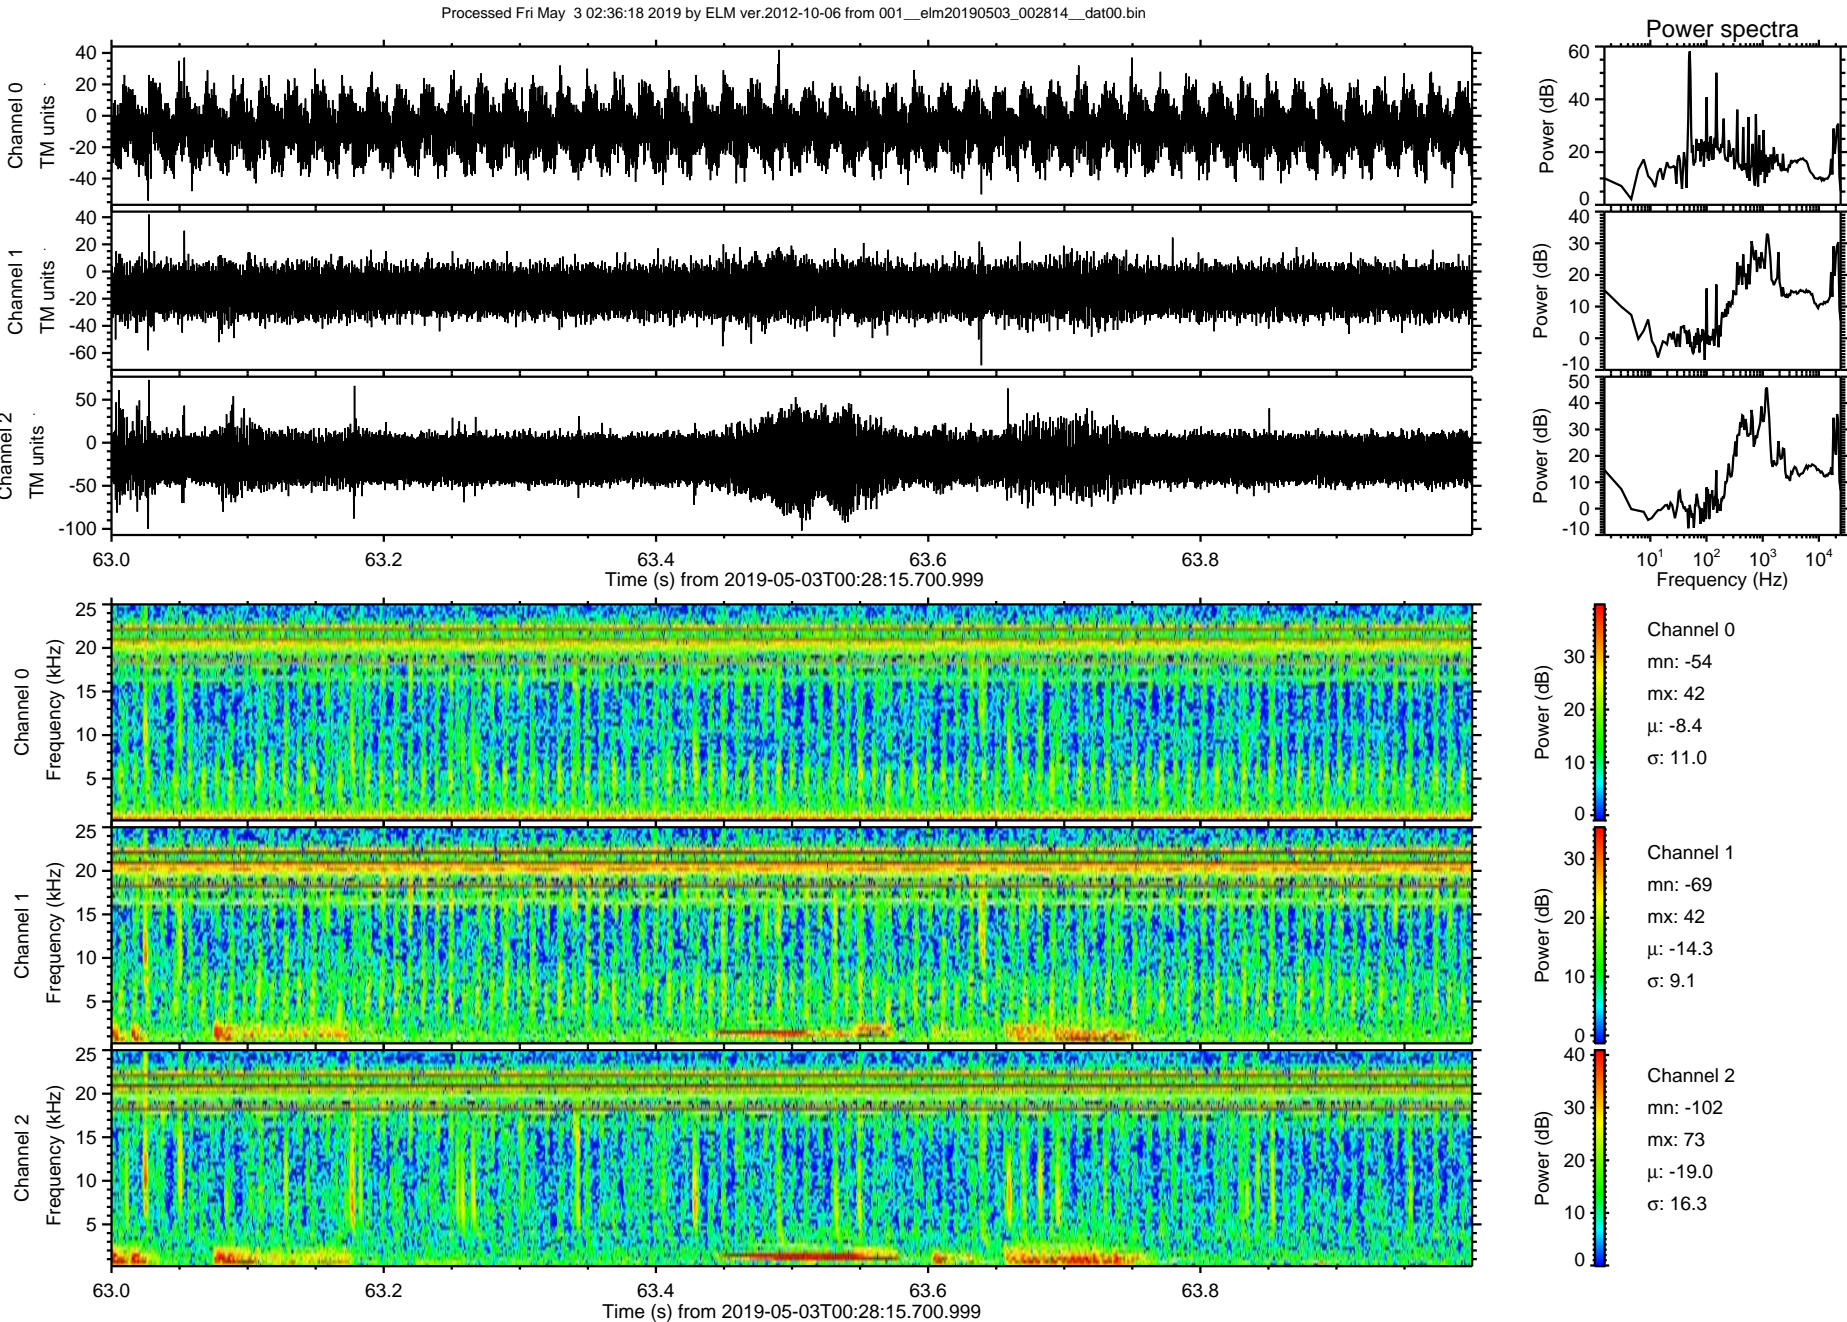 Processed Fri May  3 02:36:18 2019 by ELM ver.2012-10-06 from 001__elm20190503_002814__dat00.bin
Power spectra
Channel 0
TM units
40
20
0
-20
-40
Power (dB)
60
40
20
0
Channel 1
TM units
40
20
0
-20
-40
-60
Power (dB)
40
30
20
10
0
-10
Channel 2
TM units
50
0
-50
-100
Power (dB)
50
40
30
20
10
0
-10
63.0 63.2 63.4 63.6 63.8
Time (s) from 2019-05-03T00:28:15.700.999
10^1 10^2 10^3 10^4
Frequency (Hz)
Channel 0
Frequency (kHz)
25
20
15
10
5
Power (dB)
30
20
10
0
Channel 0
mn: -54
mx: 42
μ: -8.4
σ: 11.0
Channel 1
Frequency (kHz)
25
20
15
10
5
Power (dB)
30
20
10
0
Channel 1
mn: -69
mx: 42
μ: -14.3
σ: 9.1
Channel 2
Frequency (kHz)
25
20
15
10
5
Power (dB)
40
30
20
10
0
Channel 2
mn: -102
mx: 73
μ: -19.0
σ: 16.3
63.0 63.2 63.4 63.6 63.8
Time (s) from 2019-05-03T00:28:15.700.999